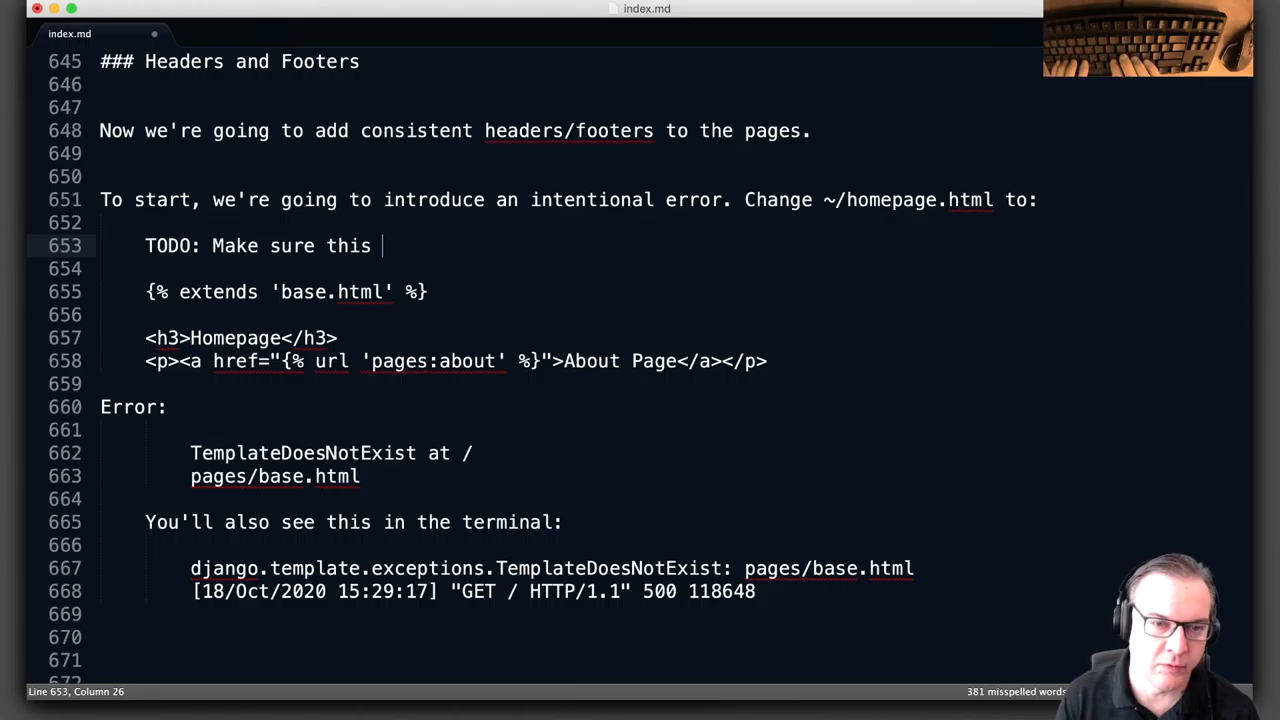 index.md
index.md
645 ### Headers and Footers
646
647
648 Now we're going to add consistent headers/footers to the pages.
649
650
651 To start, we're going to introduce an intentional error. Change ~/homepage.html to:
652
653 TODO: Make sure this
654
655 {% extends 'base.html' %}
656
657 <h3>Homepage</h3>
658 <p><a href="{% url 'pages:about' %}">About Page</a></p>
659
660 Error:
661
662 TemplateDoesNotExist at /
663 pages/base.html
664
665 You'll also see this in the terminal:
666
667 django.template.exceptions.TemplateDoesNotExist: pages/base.html
668 [18/Oct/2020 15:29:17] "GET / HTTP/1.1" 500 118648
669
670
671
Line 653, Column 26
381 misspelled words